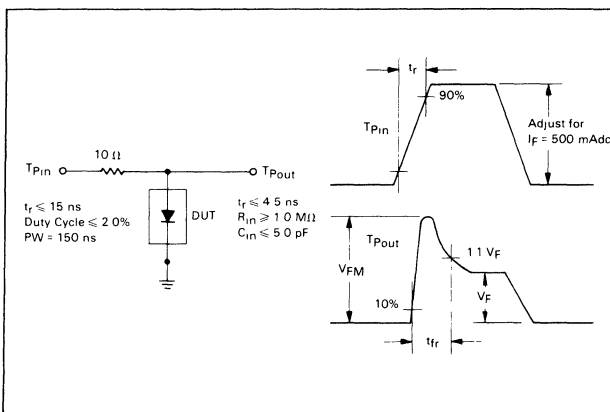 10 Ω
TPin
TPout
DUT
tr ≤ 15 ns
Duty Cycle ≤ 2 0%
PW = 150 ns
tr ≤ 4 5 ns
Rin ≥ 1 0 MΩ
Cin ≤ 5 0 pF
tr
90%
TPin
Adjust for
IF = 500 mAdc
TPout
VFM
1 1 VF
10%
VF
tfr